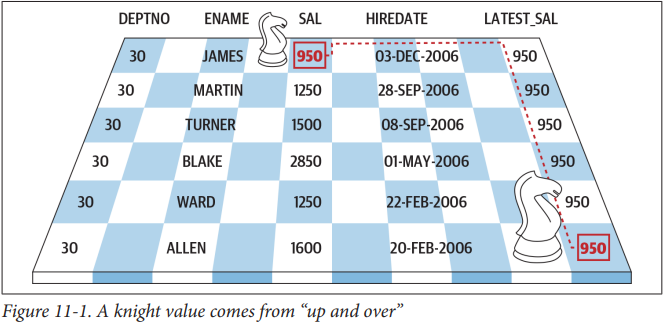 DEPTNO ENAME SAL HIREDATE LATEST_SAL
30 JAMES 950 03-DEC-2006 950
30 MARTIN 1250 28-SEP-2006 950
30 TURNER 1500 08-SEP-2006 950
30 BLAKE 2850 01-MAY-2006 950
30 WARD 1250 22-FEB-2006 950
30 ALLEN 1600 20-FEB-2006 950
Figure 11-1. A knight value comes from “up and over”